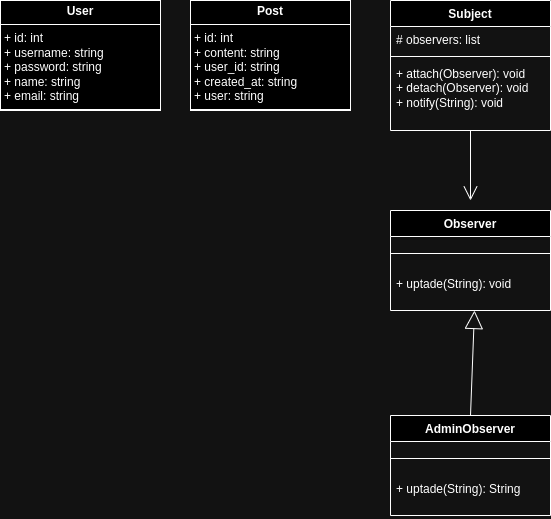 User
+ id: int
+ username: string
+ password: string
+ name: string
+ email: string
Post
+ id: int
+ content: string
+ user_id: string
+ created_at: string
+ user: string
Subject
# observers: list
+ attach(Observer): void
+ detach(Observer): void
+ notify(String): void
Observer
+ uptade(String): void
AdminObserver
+ uptade(String): String